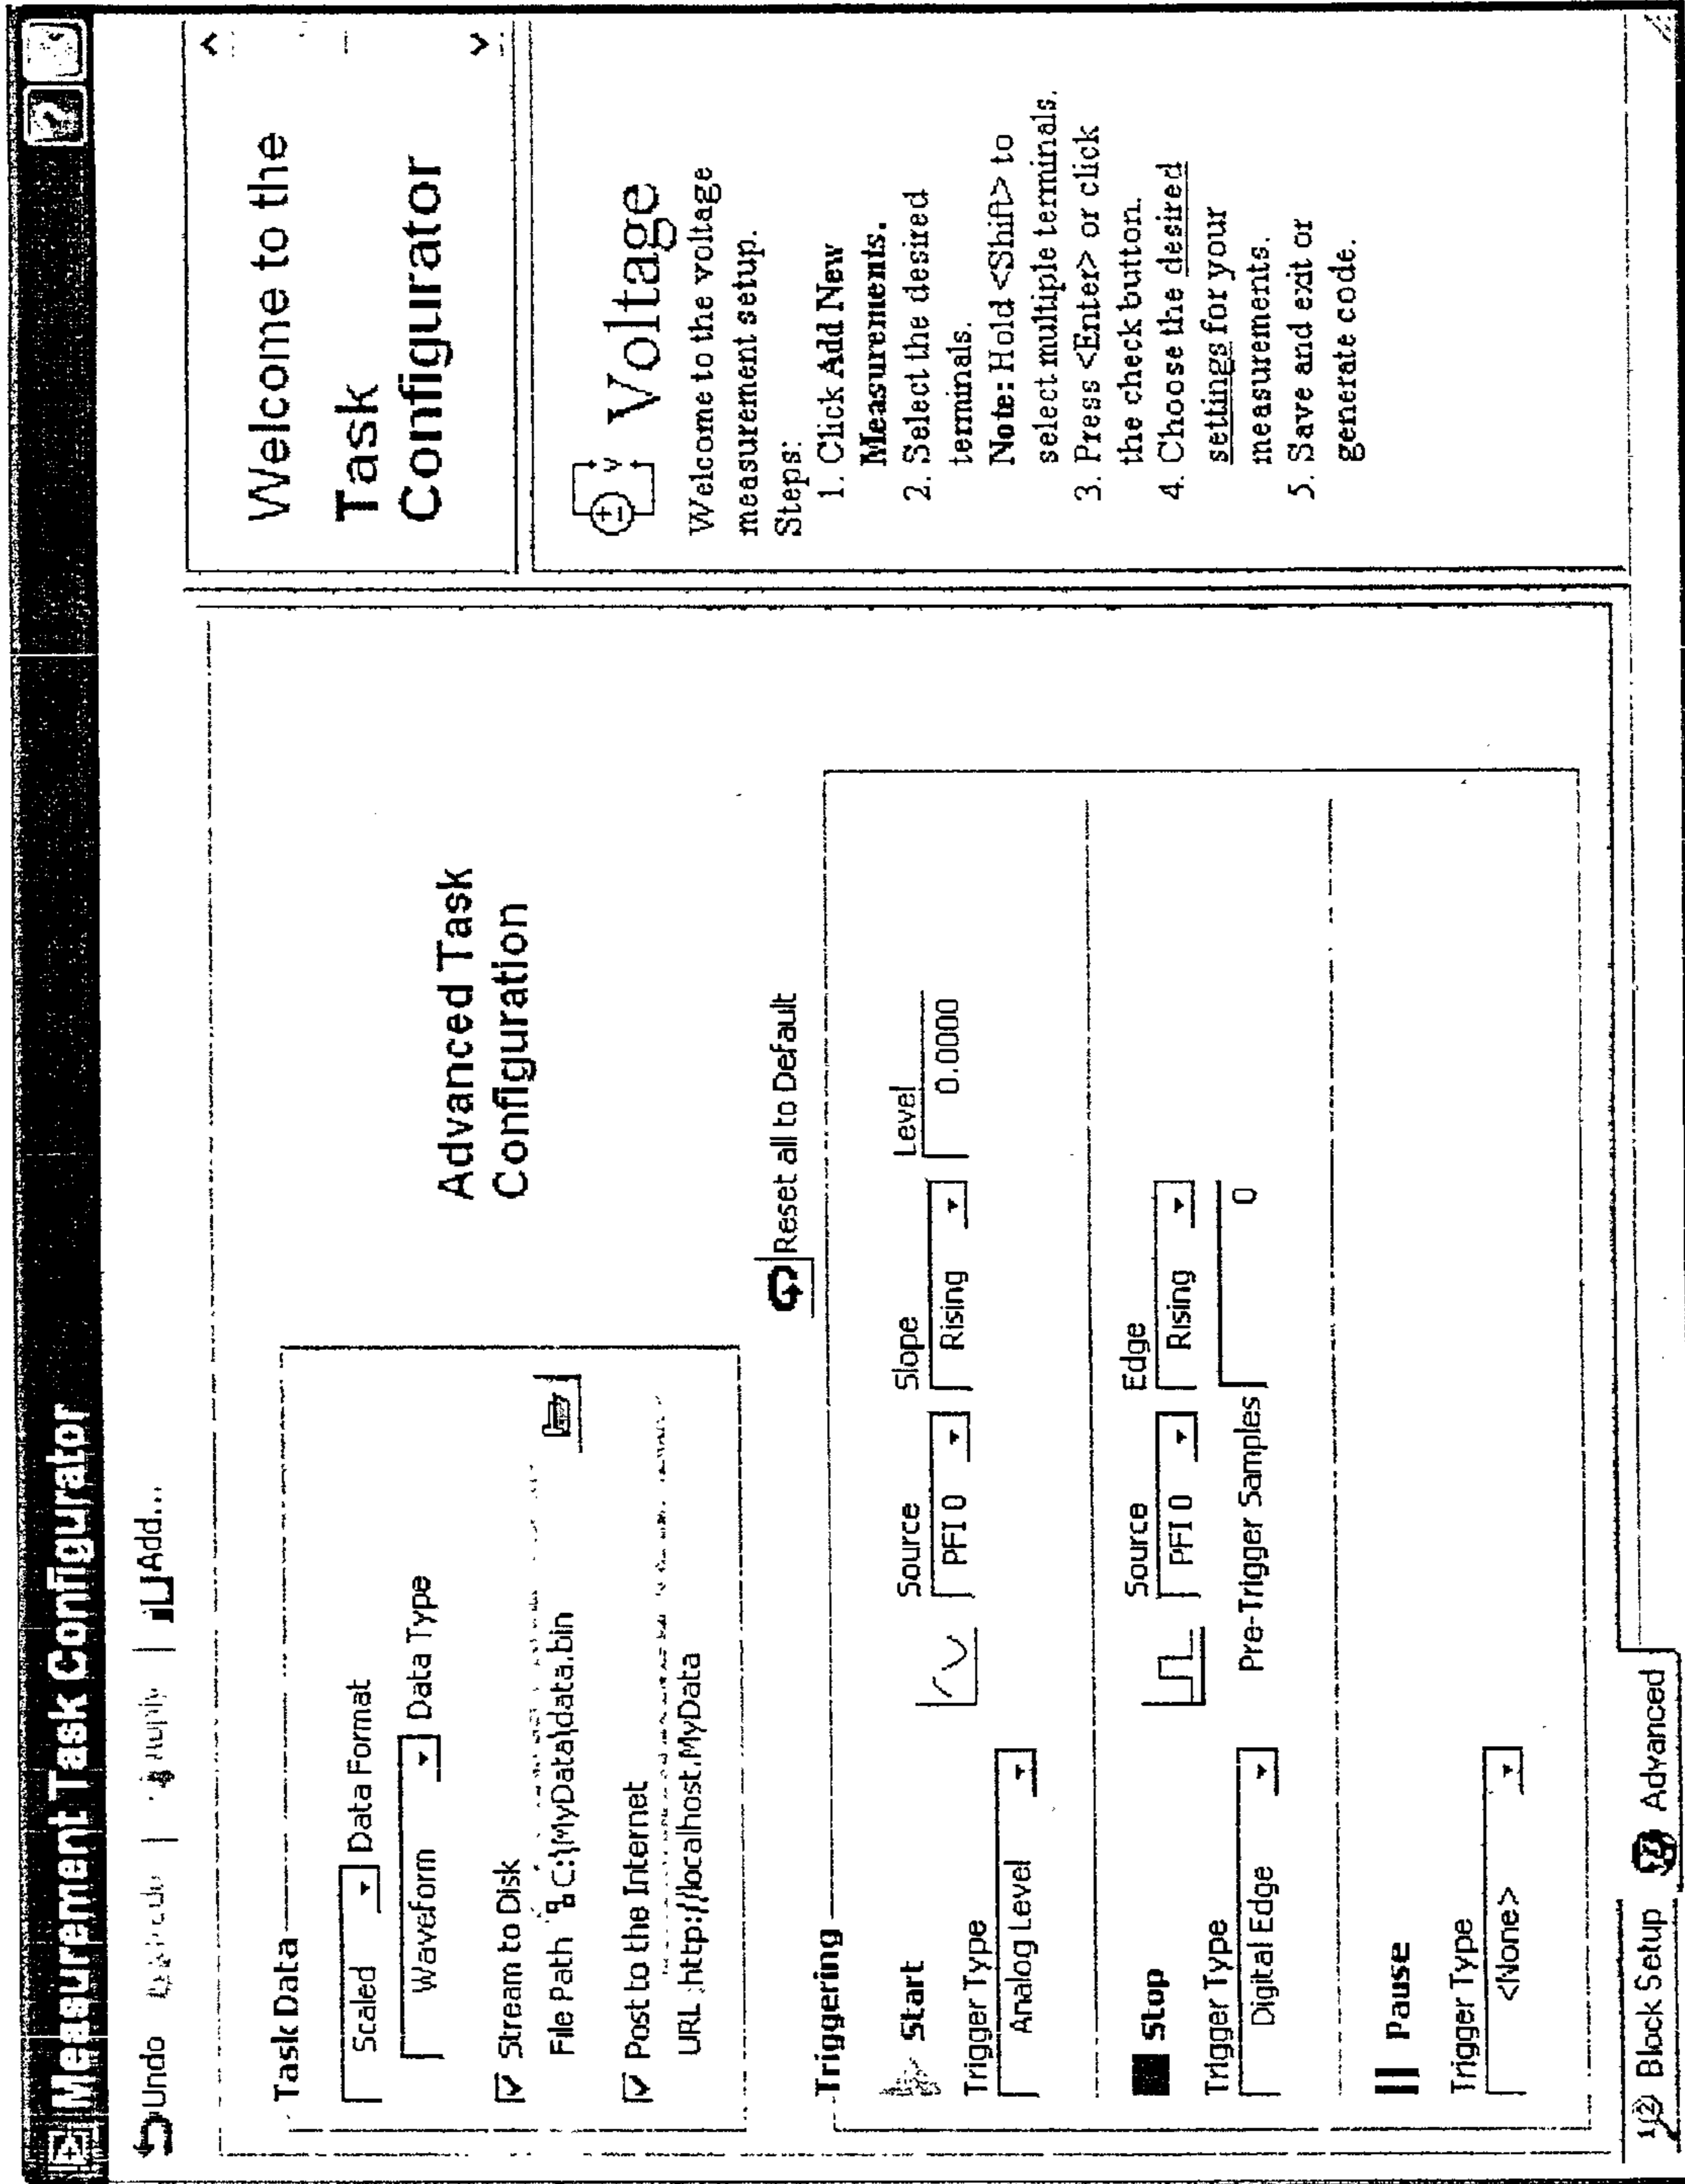 Measurement Task Configurator
?
Undo
Add...
Task Data
Scaled Data Format
Waveform Data Type
Stream to Disk
File Path C:\MyData\data.bin
Post to the Internet
URL http://localhost.MyData
Advanced Task
Configuration
Reset all to Default
Triggering
Start
Trigger Type
Analog Level
Source
PFI 0
Slope
Rising
Level
0.0000
Stop
Trigger Type
Digital Edge
Source
PFI 0
Edge
Rising
Pre-Trigger Samples
0
Pause
Trigger Type
<None>
Block Setup
Advanced
Welcome to the
Task
Configurator
Voltage
Welcome to the voltage
measurement setup.
Steps:
1. Click Add New
Measurements.
2. Select the desired
terminals.
Note: Hold <Shift> to
select multiple terminals.
3. Press <Enter> or click
the check button.
4. Choose the desired
settings for your
measurements.
5. Save and exit or
generate code.